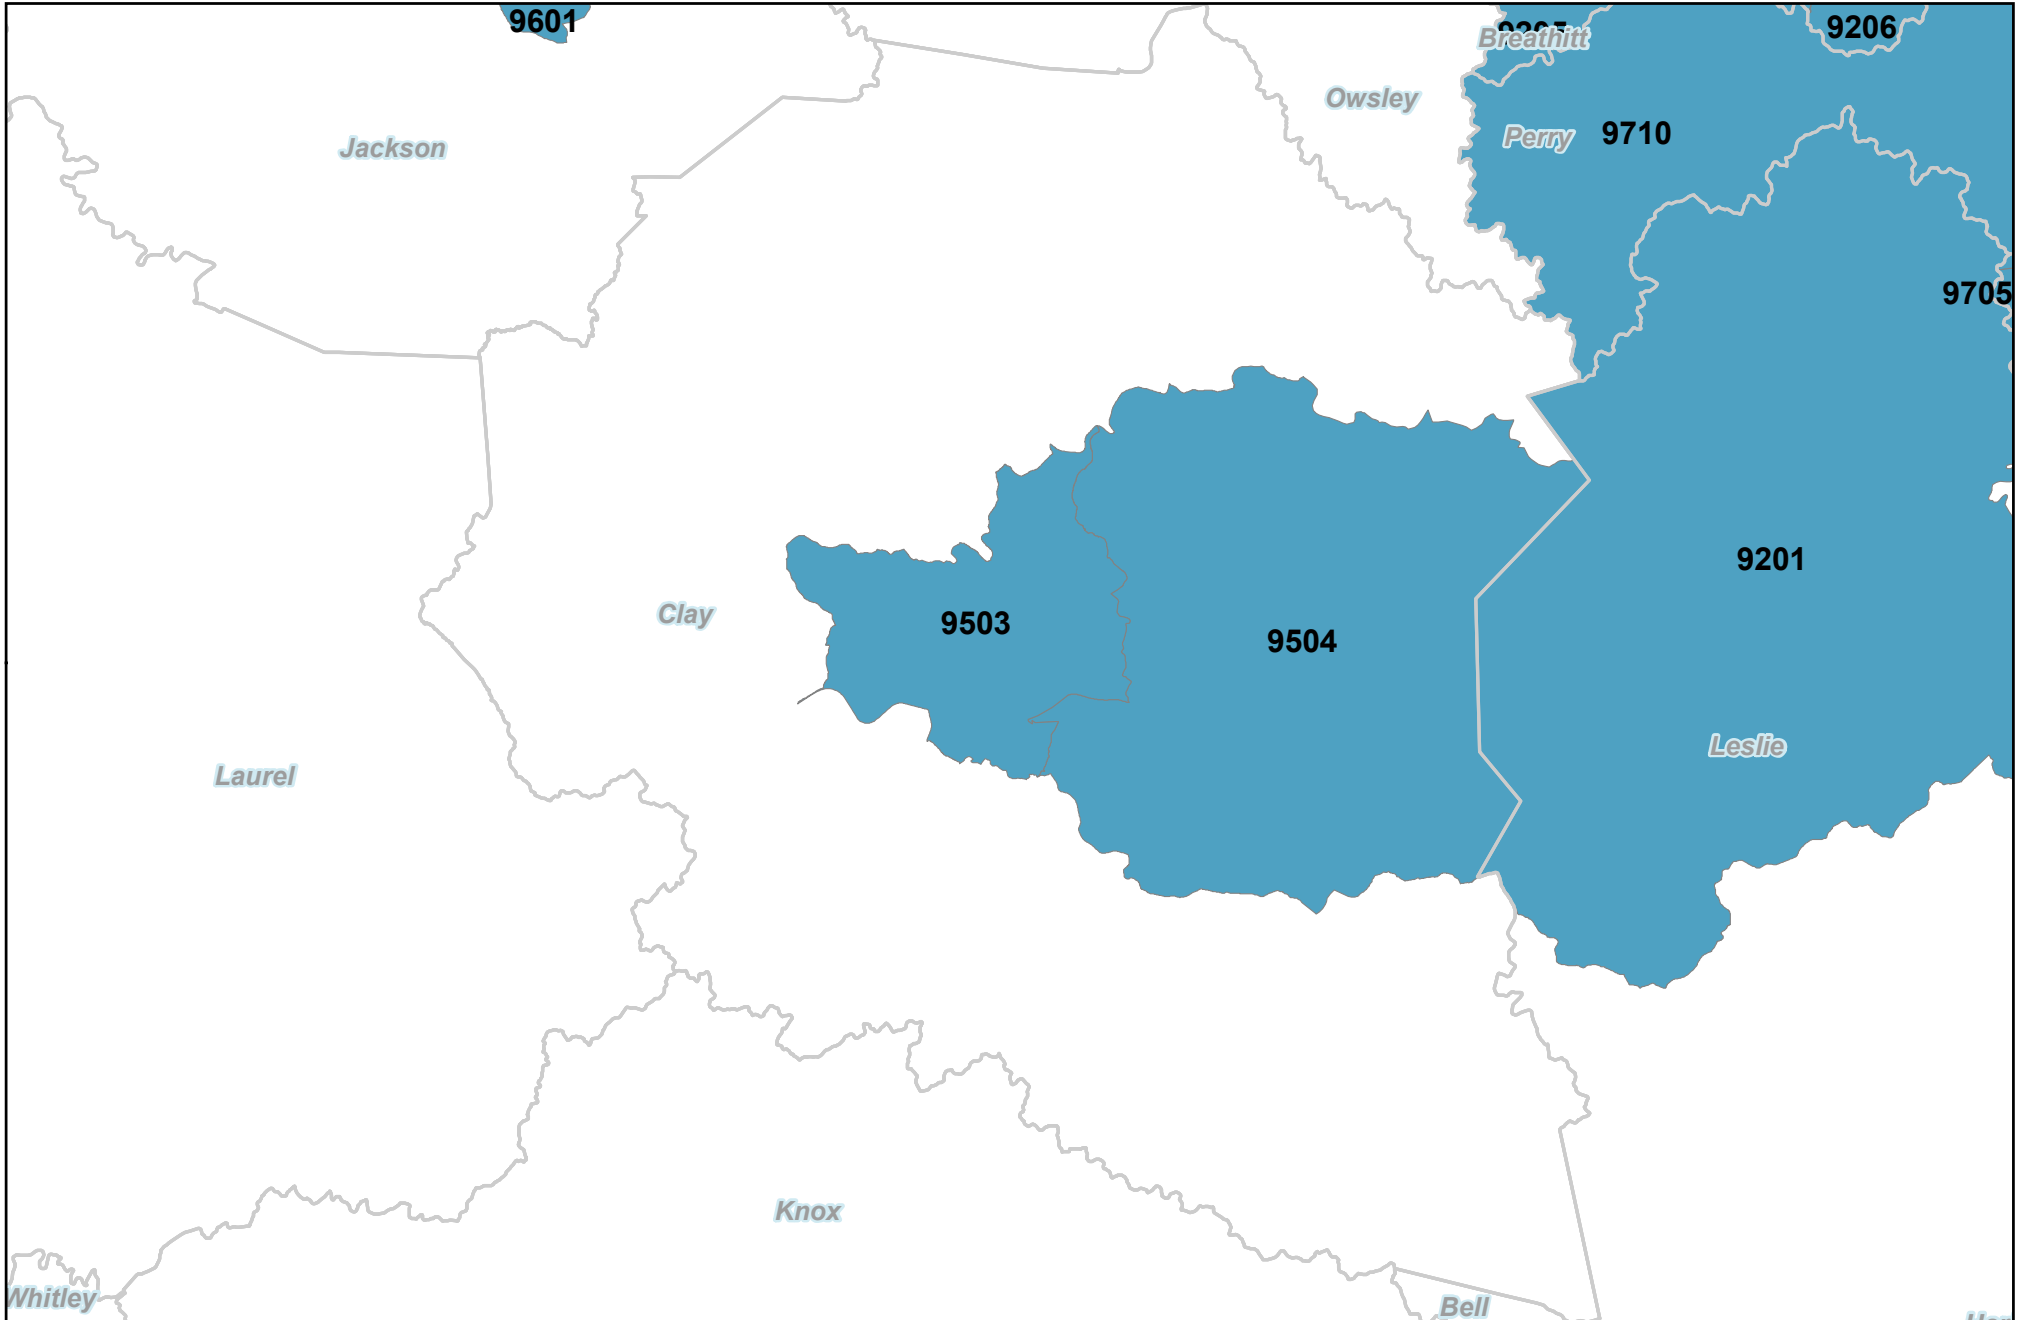 9601
9206
Breathitt
Owsley
Perry
9710
Jackson
9705
9201
Clay
9503
9504
Leslie
Laurel
Knox
Whitley
Bell